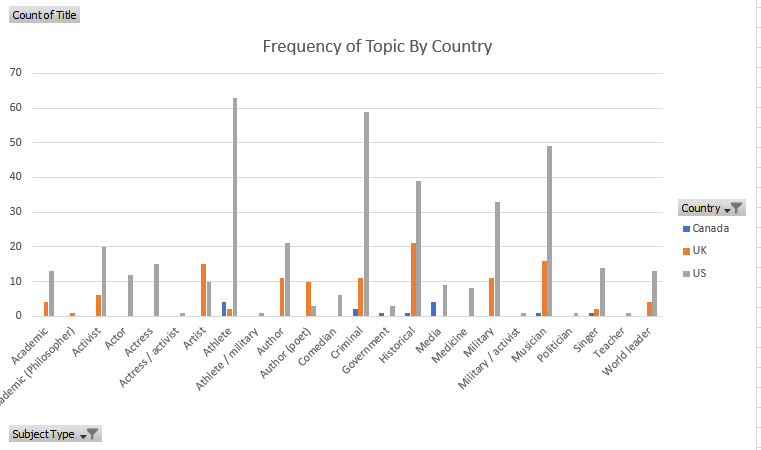 Count of Title
Frequency of Topic By Country
70
60
50
40
30
20
10
0
Academic
(Philosopher)
Activist
Actor
Actress
Actress / activist
Artist
Athlete
Athlete / military
Author
Author (poet)
Comedian
Criminal
Government
Historical
Media
Medicine
Military
Military / activist
Musician
Politician
Singer
Teacher
World leader
Country
Canada
UK
US
Subject Type